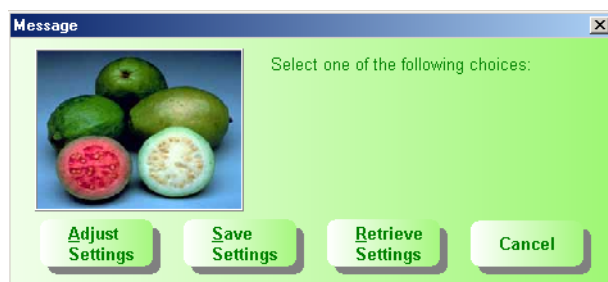 Message
Select one of the following choices:
Adjust
Settings
Save
Settings
Retrieve
Settings
Cancel